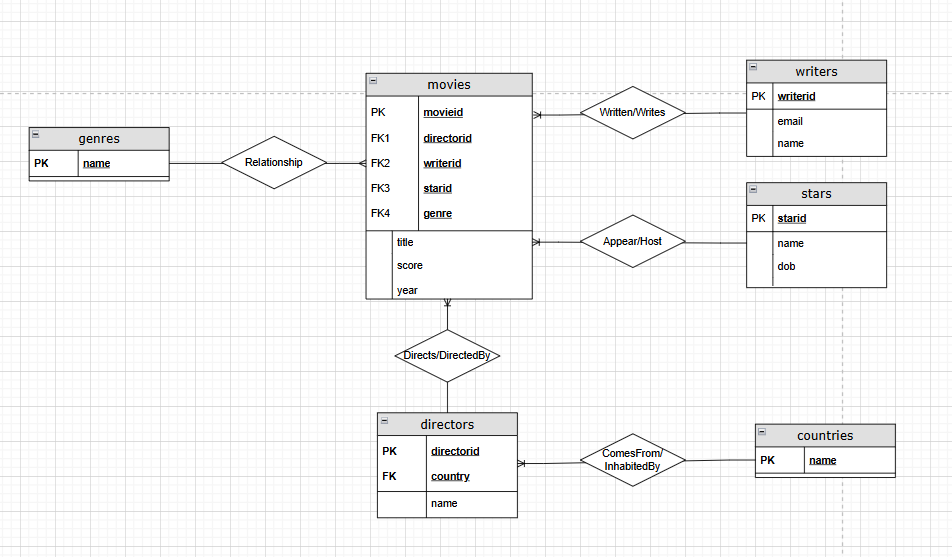 genres
PK name
Relationship
movies
PK movieid
FK1 directorid
FK2 writerid
FK3 starid
FK4 genre
title
score
year
Written/Writes
writers
PK writerid
email
name
Appear/Host
stars
PK starid
name
dob
Directs/DirectedBy
directors
PK directorid
FK country
name
ComesFrom/
InhabitedBy
countries
PK name